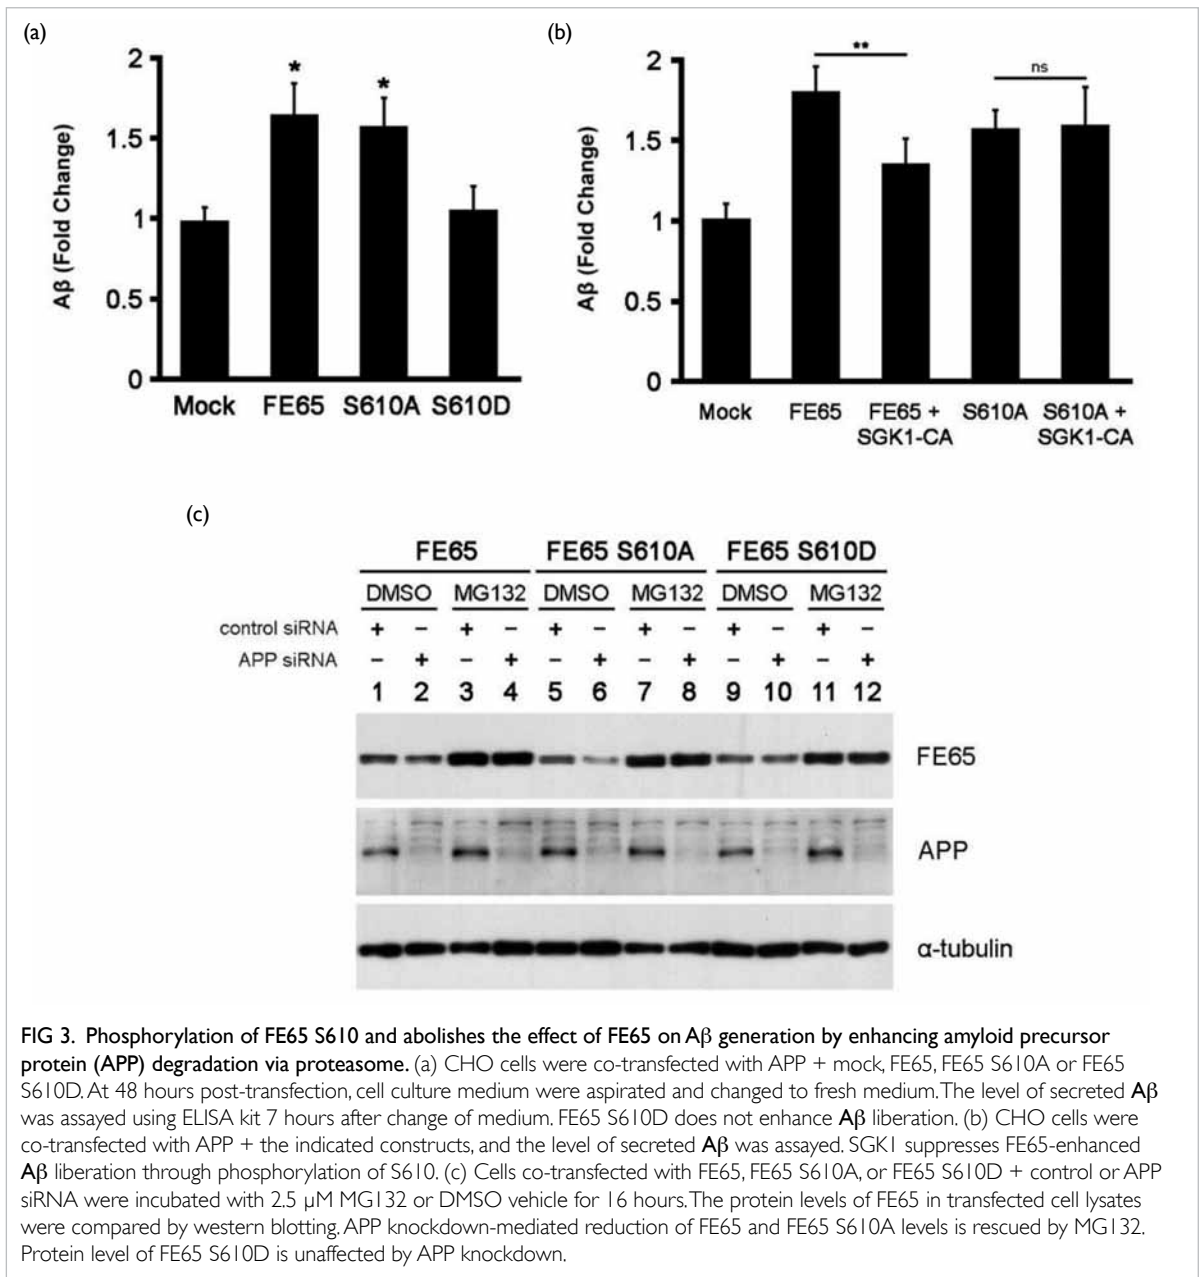 (a)
2
1.5
1
0.5
0
Aβ (Fold Change)
* *
Mock FE65 S610A S610D
(b)
2
1.5
1
0.5
0
Aβ (Fold Change)
** ns
Mock FE65 FE65 + S610A S610A +
SGK1-CA SGK1-CA
(c)
FE65 FE65 S610A FE65 S610D
DMSO MG132 DMSO MG132 DMSO MG132
control siRNA + – + – + – + – + – + –
APP siRNA – + – + – + – + – + – +
1 2 3 4 5 6 7 8 9 10 11 12
FE65
APP
α-tubulin
FIG 3. Phosphorylation of FE65 S610 and abolishes the effect of FE65 on Aβ generation by enhancing amyloid precursor
protein (APP) degradation via proteasome. (a) CHO cells were co-transfected with APP + mock, FE65, FE65 S610A or FE65
S610D. At 48 hours post-transfection, cell culture medium were aspirated and changed to fresh medium. The level of secreted Aβ
was assayed using ELISA kit 7 hours after change of medium. FE65 S610D does not enhance Aβ liberation. (b) CHO cells were
co-transfected with APP + the indicated constructs, and the level of secreted Aβ was assayed. SGK1 suppresses FE65-enhanced
Aβ liberation through phosphorylation of S610. (c) Cells co-transfected with FE65, FE65 S610A, or FE65 S610D + control or APP
siRNA were incubated with 2.5 μM MG132 or DMSO vehicle for 16 hours. The protein levels of FE65 in transfected cell lysates
were compared by western blotting. APP knockdown-mediated reduction of FE65 and FE65 S610A levels is rescued by MG132.
Protein level of FE65 S610D is unaffected by APP knockdown.